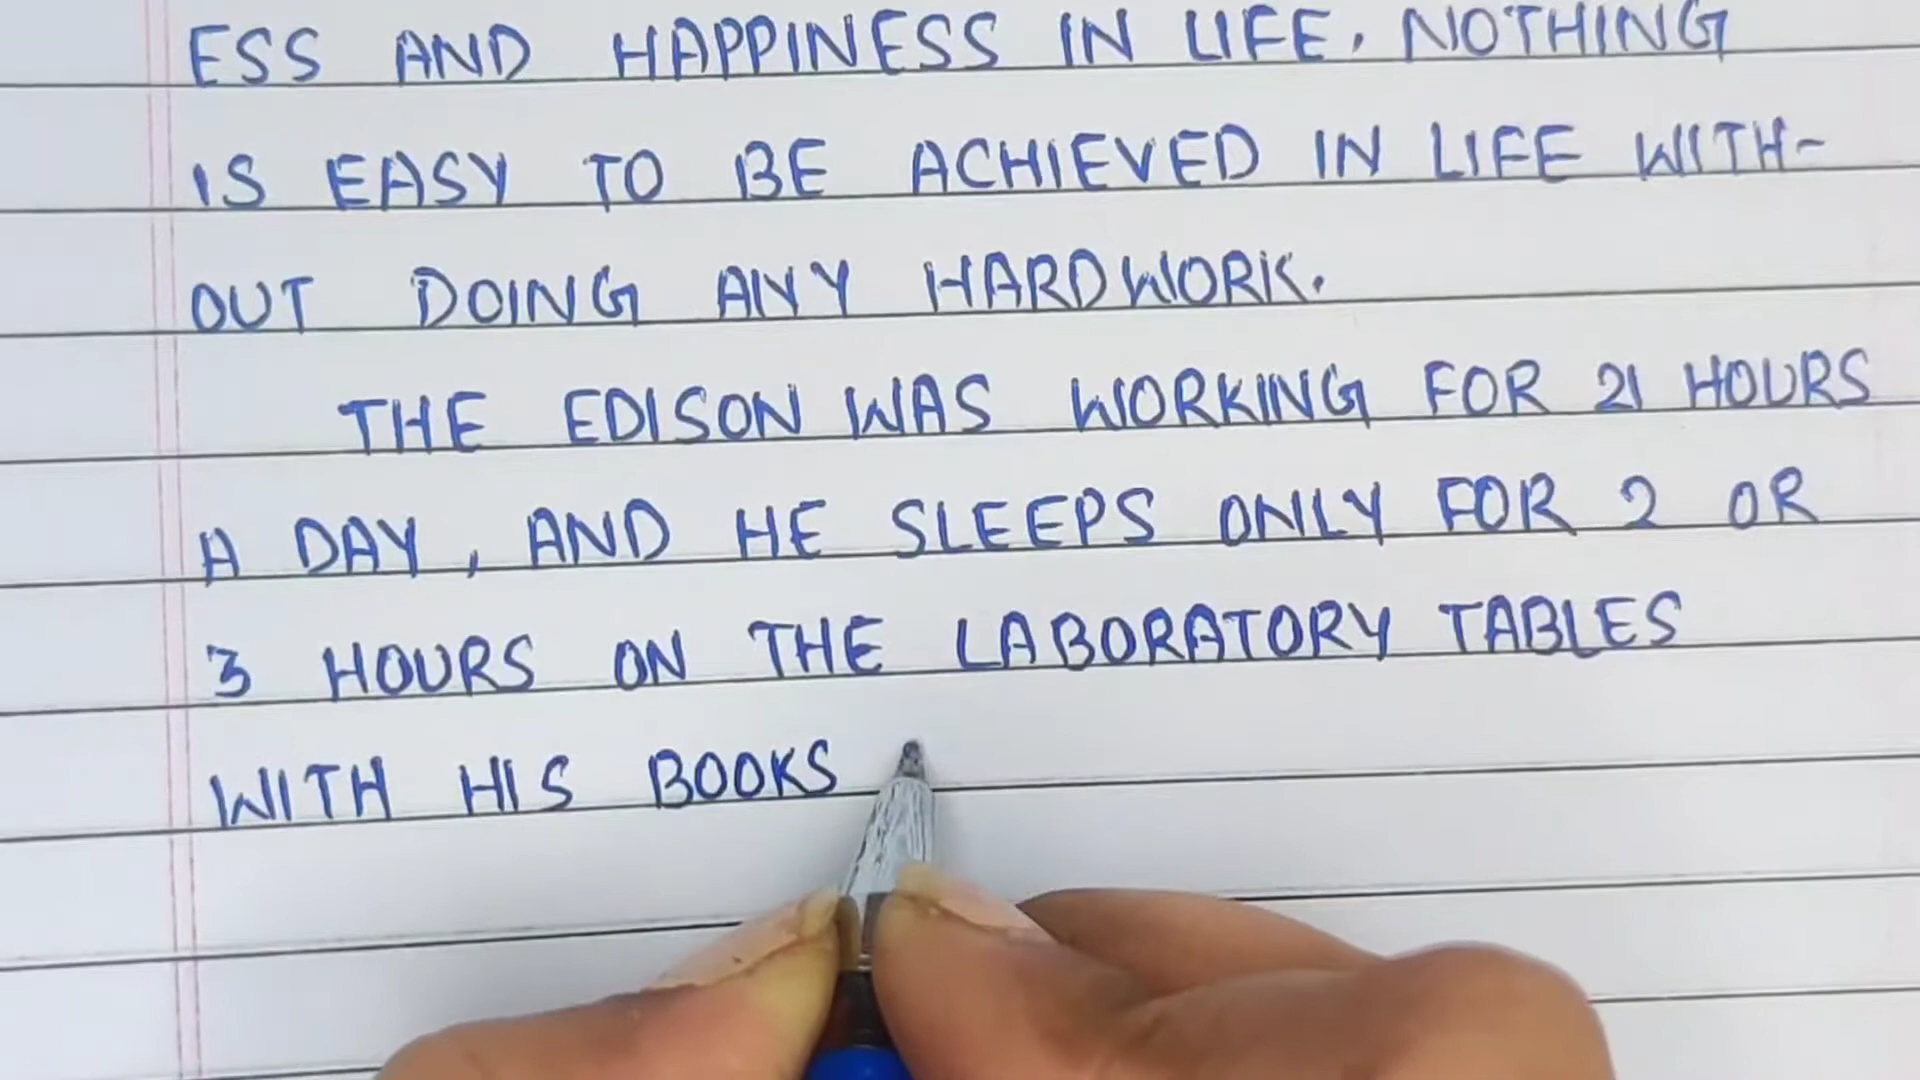 ESS AND HAPPINESS IN LIFE. NOTHING
IS EASY TO BE ACHIEVED IN LIFE WITH-
OUT DOING ANY HARDWORK.
THE EDISON WAS WORKING FOR 21 HOURS
A DAY, AND HE SLEEPS ONLY FOR 2 OR
3 HOURS ON THE LABORATORY TABLES
WITH HIS BOOKS